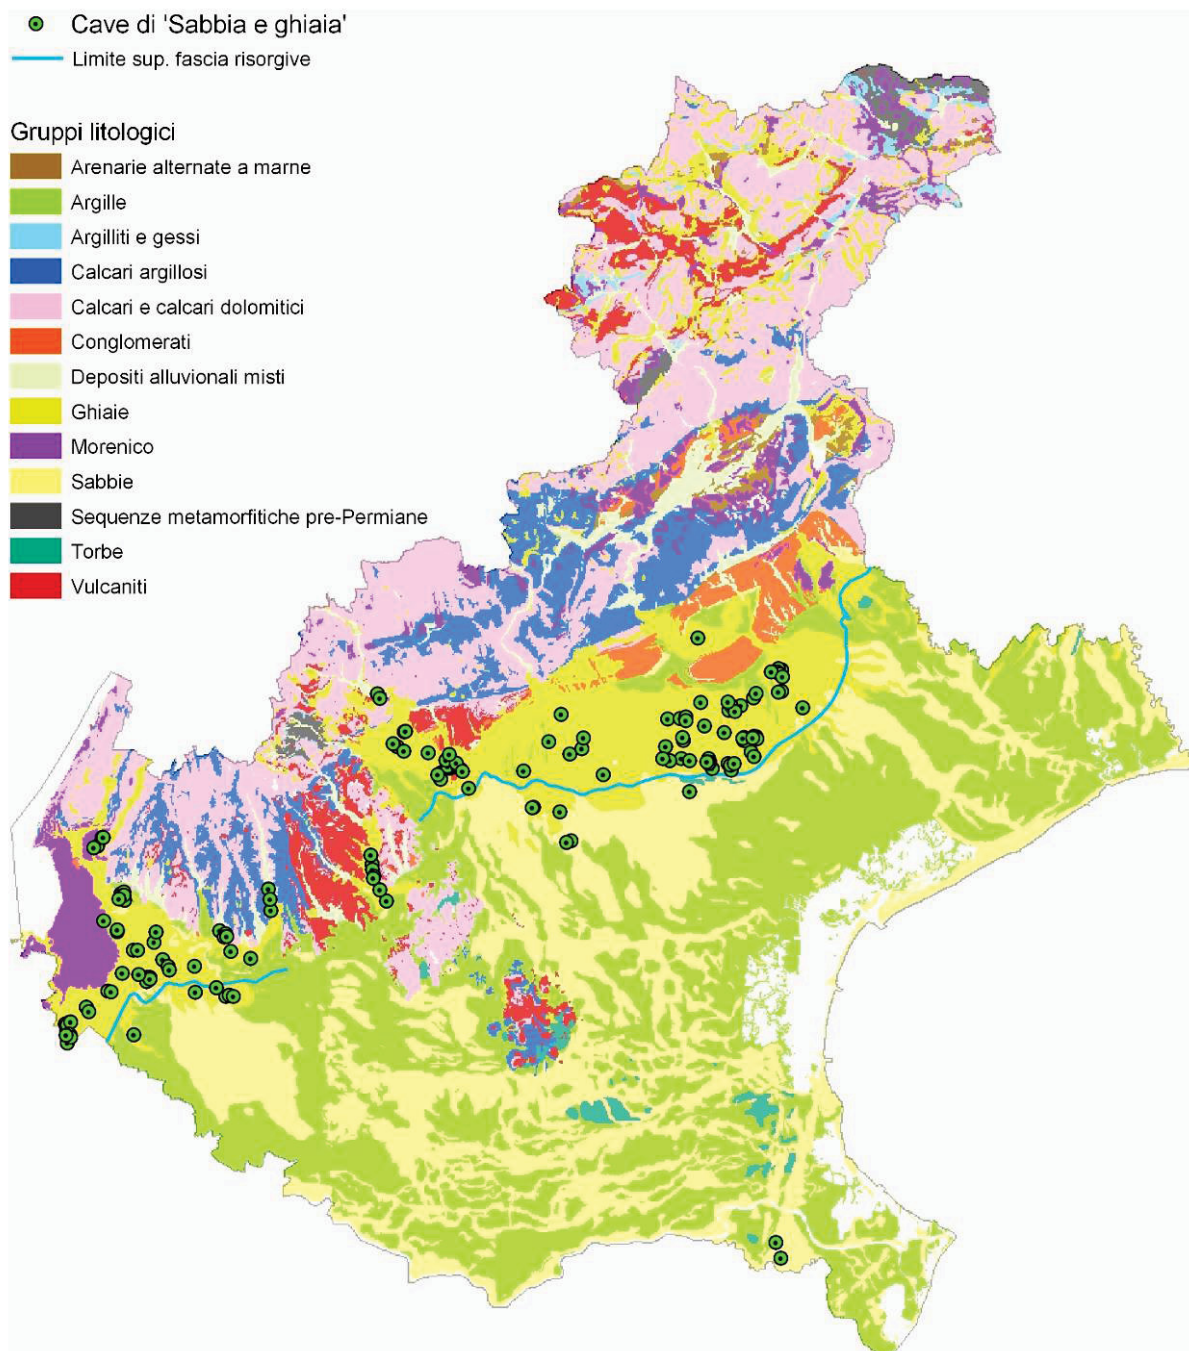 Cave di 'Sabbia e ghiaia'
Limite sup. fascia risorgive
Gruppi litologici
Arenarie alternate a marne
Argille
Argilliti e gessi
Calcari argillosi
Calcari e calcari dolomitici
Conglomerati
Depositi alluvionali misti
Ghiaie
Morenico
Sabbie
Sequenze metamorfitiche pre-Permiane
Torbe
Vulcaniti